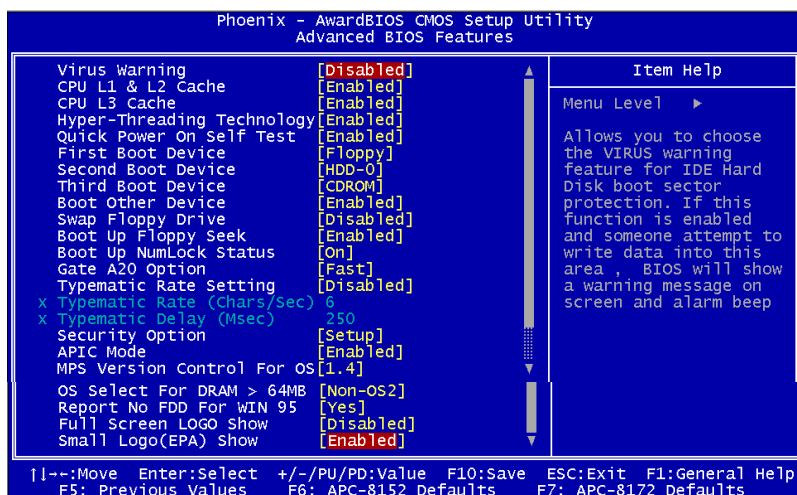 Phoenix - AwardBIOS CMOS Setup Utility
Advanced BIOS Features
Virus Warning [Disabled]
CPU L1 & L2 Cache [Enabled]
CPU L3 Cache [Enabled]
Hyper-Threading Technology[Enabled]
Quick Power On Self Test [Enabled]
First Boot Device [Floppy]
Second Boot Device [HDD-0]
Third Boot Device [CDROM]
Boot Other Device [Enabled]
Swap Floppy Drive [Disabled]
Boot Up Floppy Seek [Enabled]
Boot Up NumLock Status [On]
Gate A20 Option [Fast]
Typematic Rate Setting [Disabled]
x Typematic Rate (Chars/Sec) 6
x Typematic Delay (Msec) 250
Security Option [Setup]
APIC Mode [Enabled]
MPS Version Control For OS[1.4]
OS Select For DRAM > 64MB [Non-OS2]
Report No FDD For WIN 95 [Yes]
Full Screen LOGO Show [Disabled]
Small Logo(EPA) Show [Enabled]
Item Help
Menu Level ▶
Allows you to choose
the VIRUS warning
feature for IDE Hard
Disk boot sector
protection. If this
function is enabled
and someone attempt to
write data into this
area , BIOS will show
a warning message on
screen and alarm beep
↑↓→←:Move Enter:Select +/-/PU/PD:Value F10:Save ESC:Exit F1:General Help
F5: Previous Values F6: APC-8152 Defaults F7: APC-8172 Defaults